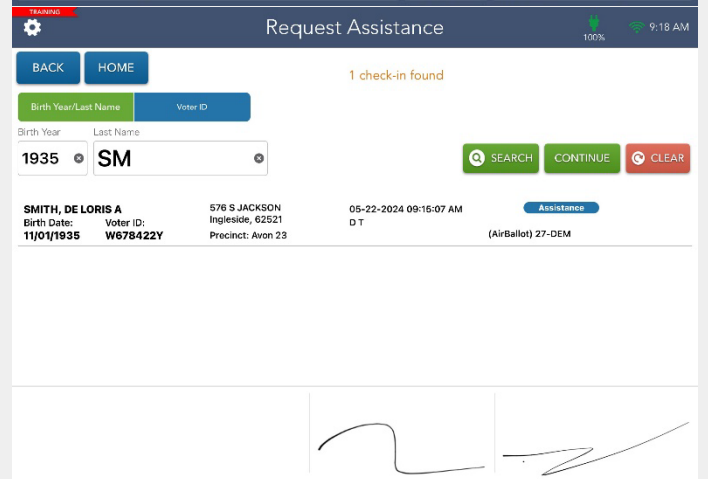 TRAINING
Request Assistance
100%
9:18 AM
BACK
HOME
1 check-in found
Birth Year/Last Name
Voter ID
Birth Year
Last Name
1935
SM
SEARCH
CONTINUE
CLEAR
SMITH, DE LORIS A
Birth Date:
Voter ID:
11/01/1935
W678422Y
576 S JACKSON
Ingleside, 62521
Precinct: Avon 23
05-22-2024 09:15:07 AM
D T
Assistance
(AirBallot) 27-DEM